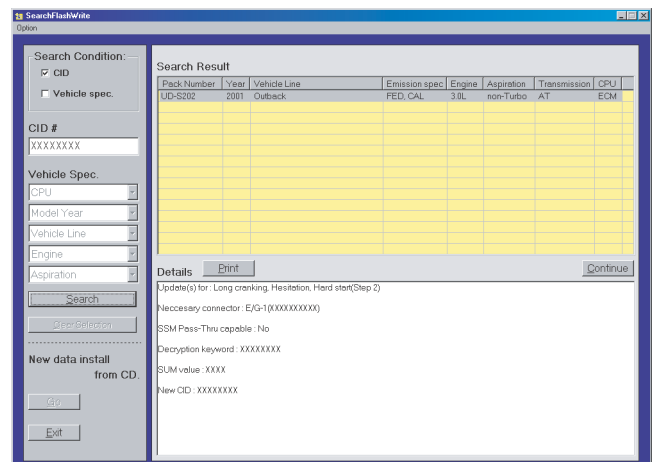 SearchFlashWrite
Option
Search Condition:
CID
Vehicle spec.
CID #
XXXXXXXX
Vehicle Spec.
CPU
Model Year
Vehicle Line
Engine
Aspiration
Search
Clear Selection
New data install
from CD.
Go
Exit
Search Result
Pack Number Year Vehicle Line Emission spec Engine Aspiration Transmission CPU
UD-S202 2001 Outback FED, CAL 3.0L non-Turbo AT ECM
Details Print Continue
Update(s) for : Long cranking, Hesitation, Hard start(Step 2)
Neccesary connector : E/G-1(XXXXXXXXXX)
SSM Pass-Thru capable : No
Decryption keyword : XXXXXXXX
SUM value : XXXX
New CID : XXXXXXXX